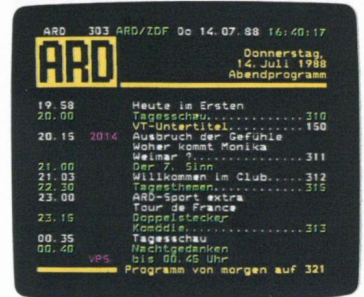 ARD 303 ARD/ZDF Do 14.07.88 16:40:17
ARD
Donnerstag,
14.Juli 1988
Abendprogramm
19.58 Heute im Ersten
20.00 Tagesschau.................310
VT-Untertitel.........150
20.15 2014 Ausbruch der Gefühle
Woher kommt Monika
Weimar ?.................311
21.00 Der 7. Sinn
21.03 Willkommen im Club..312
22.30 Tagesthemen............315
23.00 ARD-Sport extra
Tour de France
23.15 Doppelstecker
Komödie..................313
00.35 Tagesschau
00.40 Nachtgedanken
VPS bis 00.45 Uhr
Programm von morgen auf 321